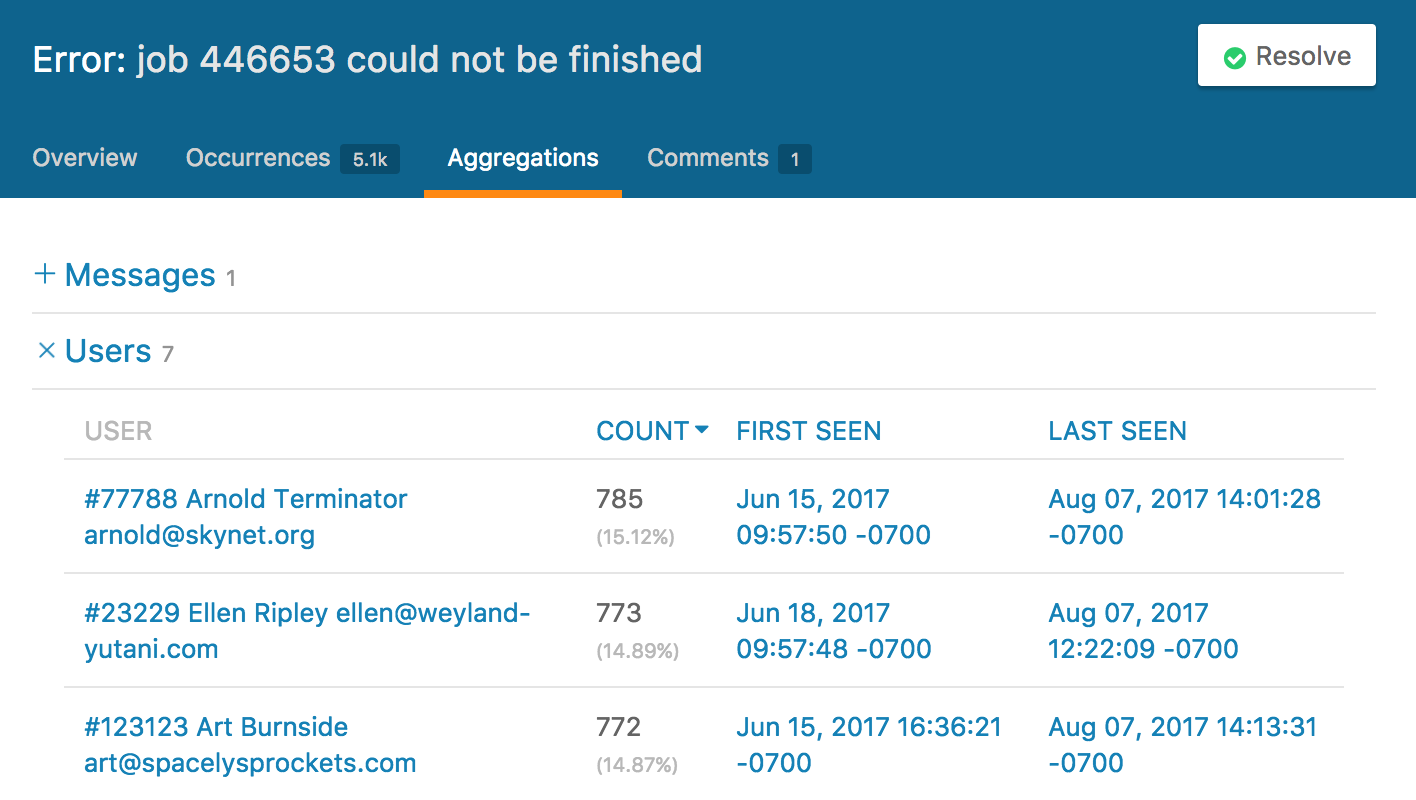 Error: job 446653 could not be finished
Resolve
Overview Occurrences 5.1k Aggregations Comments 1
+ Messages 1
× Users 7
USER COUNT FIRST SEEN LAST SEEN
#77788 Arnold Terminator 785 Jun 15, 2017 Aug 07, 2017 14:01:28
arnold@skynet.org (15.12%) 09:57:50 -0700 -0700
#23229 Ellen Ripley ellen@weyland- 773 Jun 18, 2017 Aug 07, 2017
yutani.com (14.89%) 09:57:48 -0700 12:22:09 -0700
#123123 Art Burnside 772 Jun 15, 2017 16:36:21 Aug 07, 2017 14:13:31
art@spacelysprockets.com (14.87%) -0700 -0700